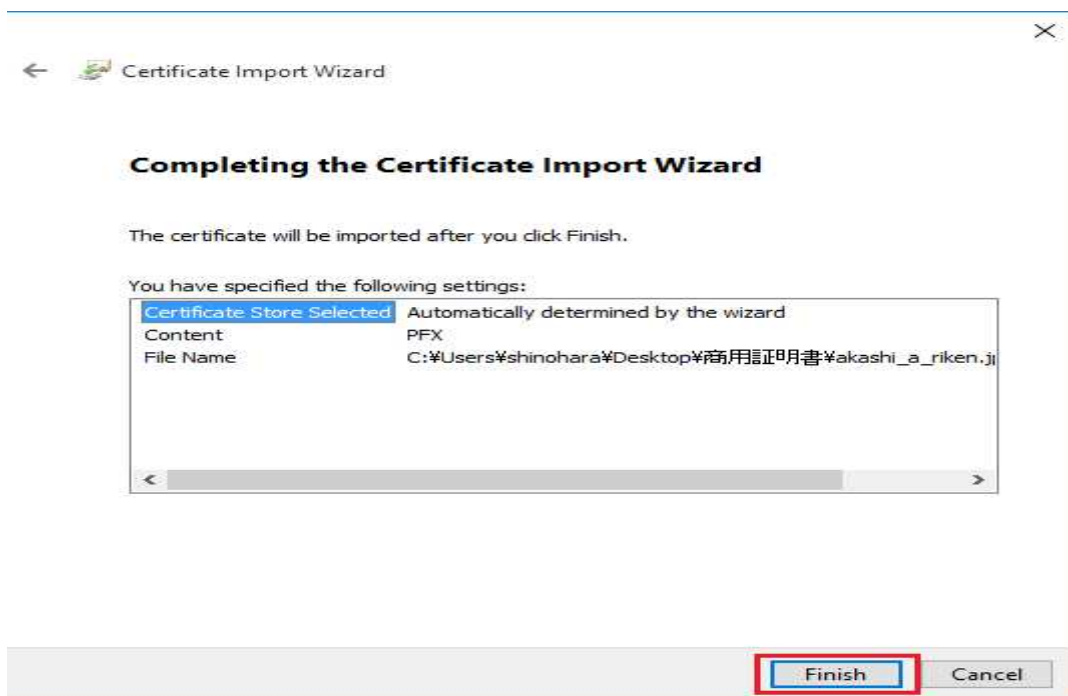 Certificate Import Wizard
Completing the Certificate Import Wizard
The certificate will be imported after you click Finish.
You have specified the following settings:
Certificate Store Selected Automatically determined by the wizard
Content PFX
File Name C:¥Users¥shinohara¥Desktop¥商用証明書¥akashi_a_riken.j
Finish Cancel